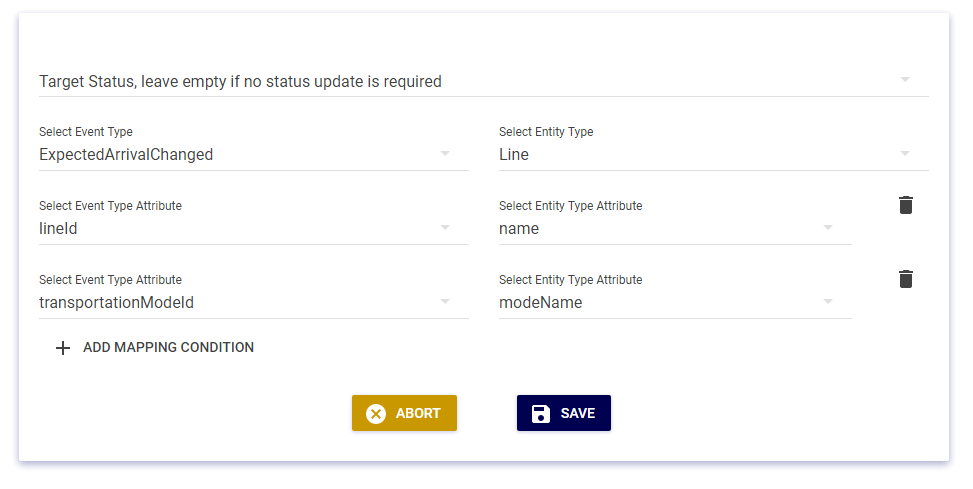 Target Status, leave empty if no status update is required
Select Event Type
Select Entity Type
ExpectedArrivalChanged
Line
Select Event Type Attribute
Select Entity Type Attribute
lineId
name
Select Event Type Attribute
Select Entity Type Attribute
transportationModeId
modeName
ADD MAPPING CONDITION
ABORT
SAVE